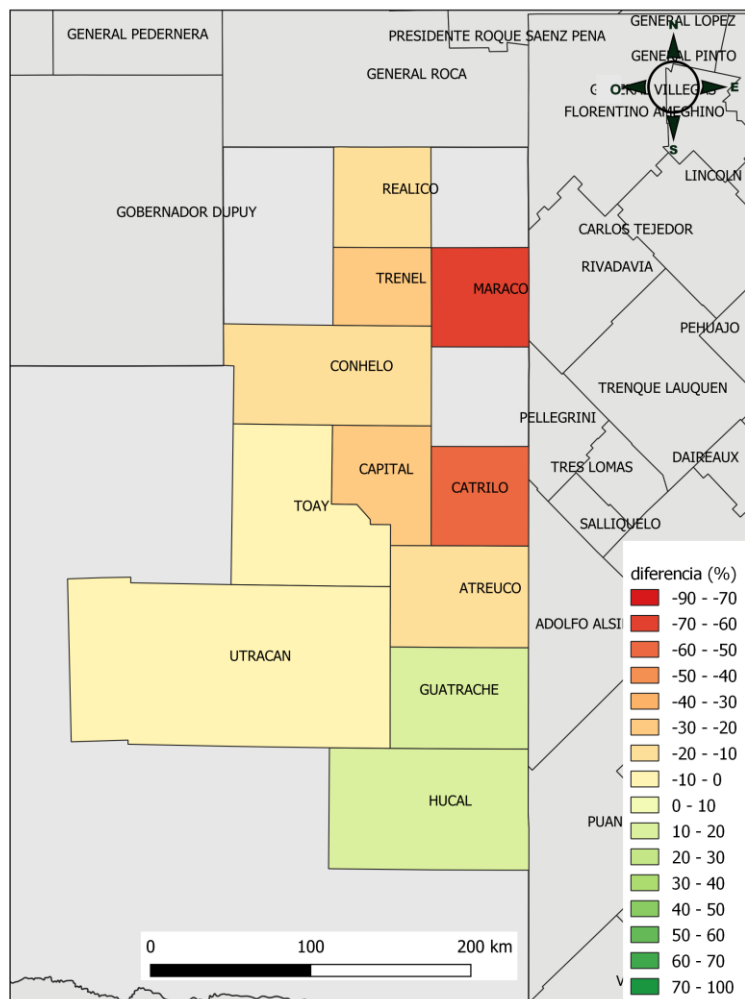 GENERAL PEDERNERA
PRESIDENTE ROQUE SAENZ PENA
GENERAL LOPEZ
N
GENERAL PINTO
GENERAL ROCA
VILLEGAS
O
E
FLORENTINO AMEGHINO
S
LINCOLN
REALICO
GOBERNADOR DUPUY
CARLOS TEJEDOR
RIVADAVIA
TRENEL
MARACO
PEHUAJO
CONHELO
TRENQUE LAUQUEN
PELLEGRINI
DAIREAUX
CAPITAL
TRES LOMAS
CATRILO
TOAY
SALLIQUELO
diferencia (%)
-90 - -70
-70 - -60
-60 - -50
-50 - -40
-40 - -30
-30 - -20
-20 - -10
-10 - 0
0 - 10
10 - 20
20 - 30
30 - 40
40 - 50
50 - 60
60 - 70
70 - 100
ATREUCO
ADOLFO ALSI
UTRACAN
GUATRACHE
HUCAL
PUAN
0
100
200 km
V